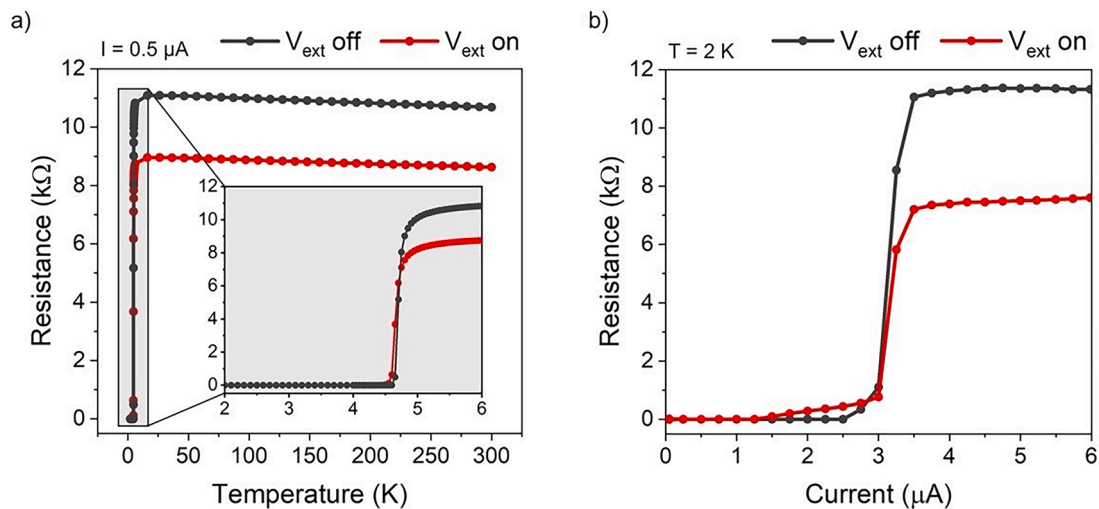 a)
I = 0.5 µA
Vext off
Vext on
12
10
8
6
4
2
0
Resistance (kΩ)
12
10
8
6
4
2
0
2 3 4 5 6
0 50 100 150 200 250 300
Temperature (K)
b)
T = 2 K
Vext off
Vext on
12
10
8
6
4
2
0
Resistance (kΩ)
0 1 2 3 4 5 6
Current (µA)